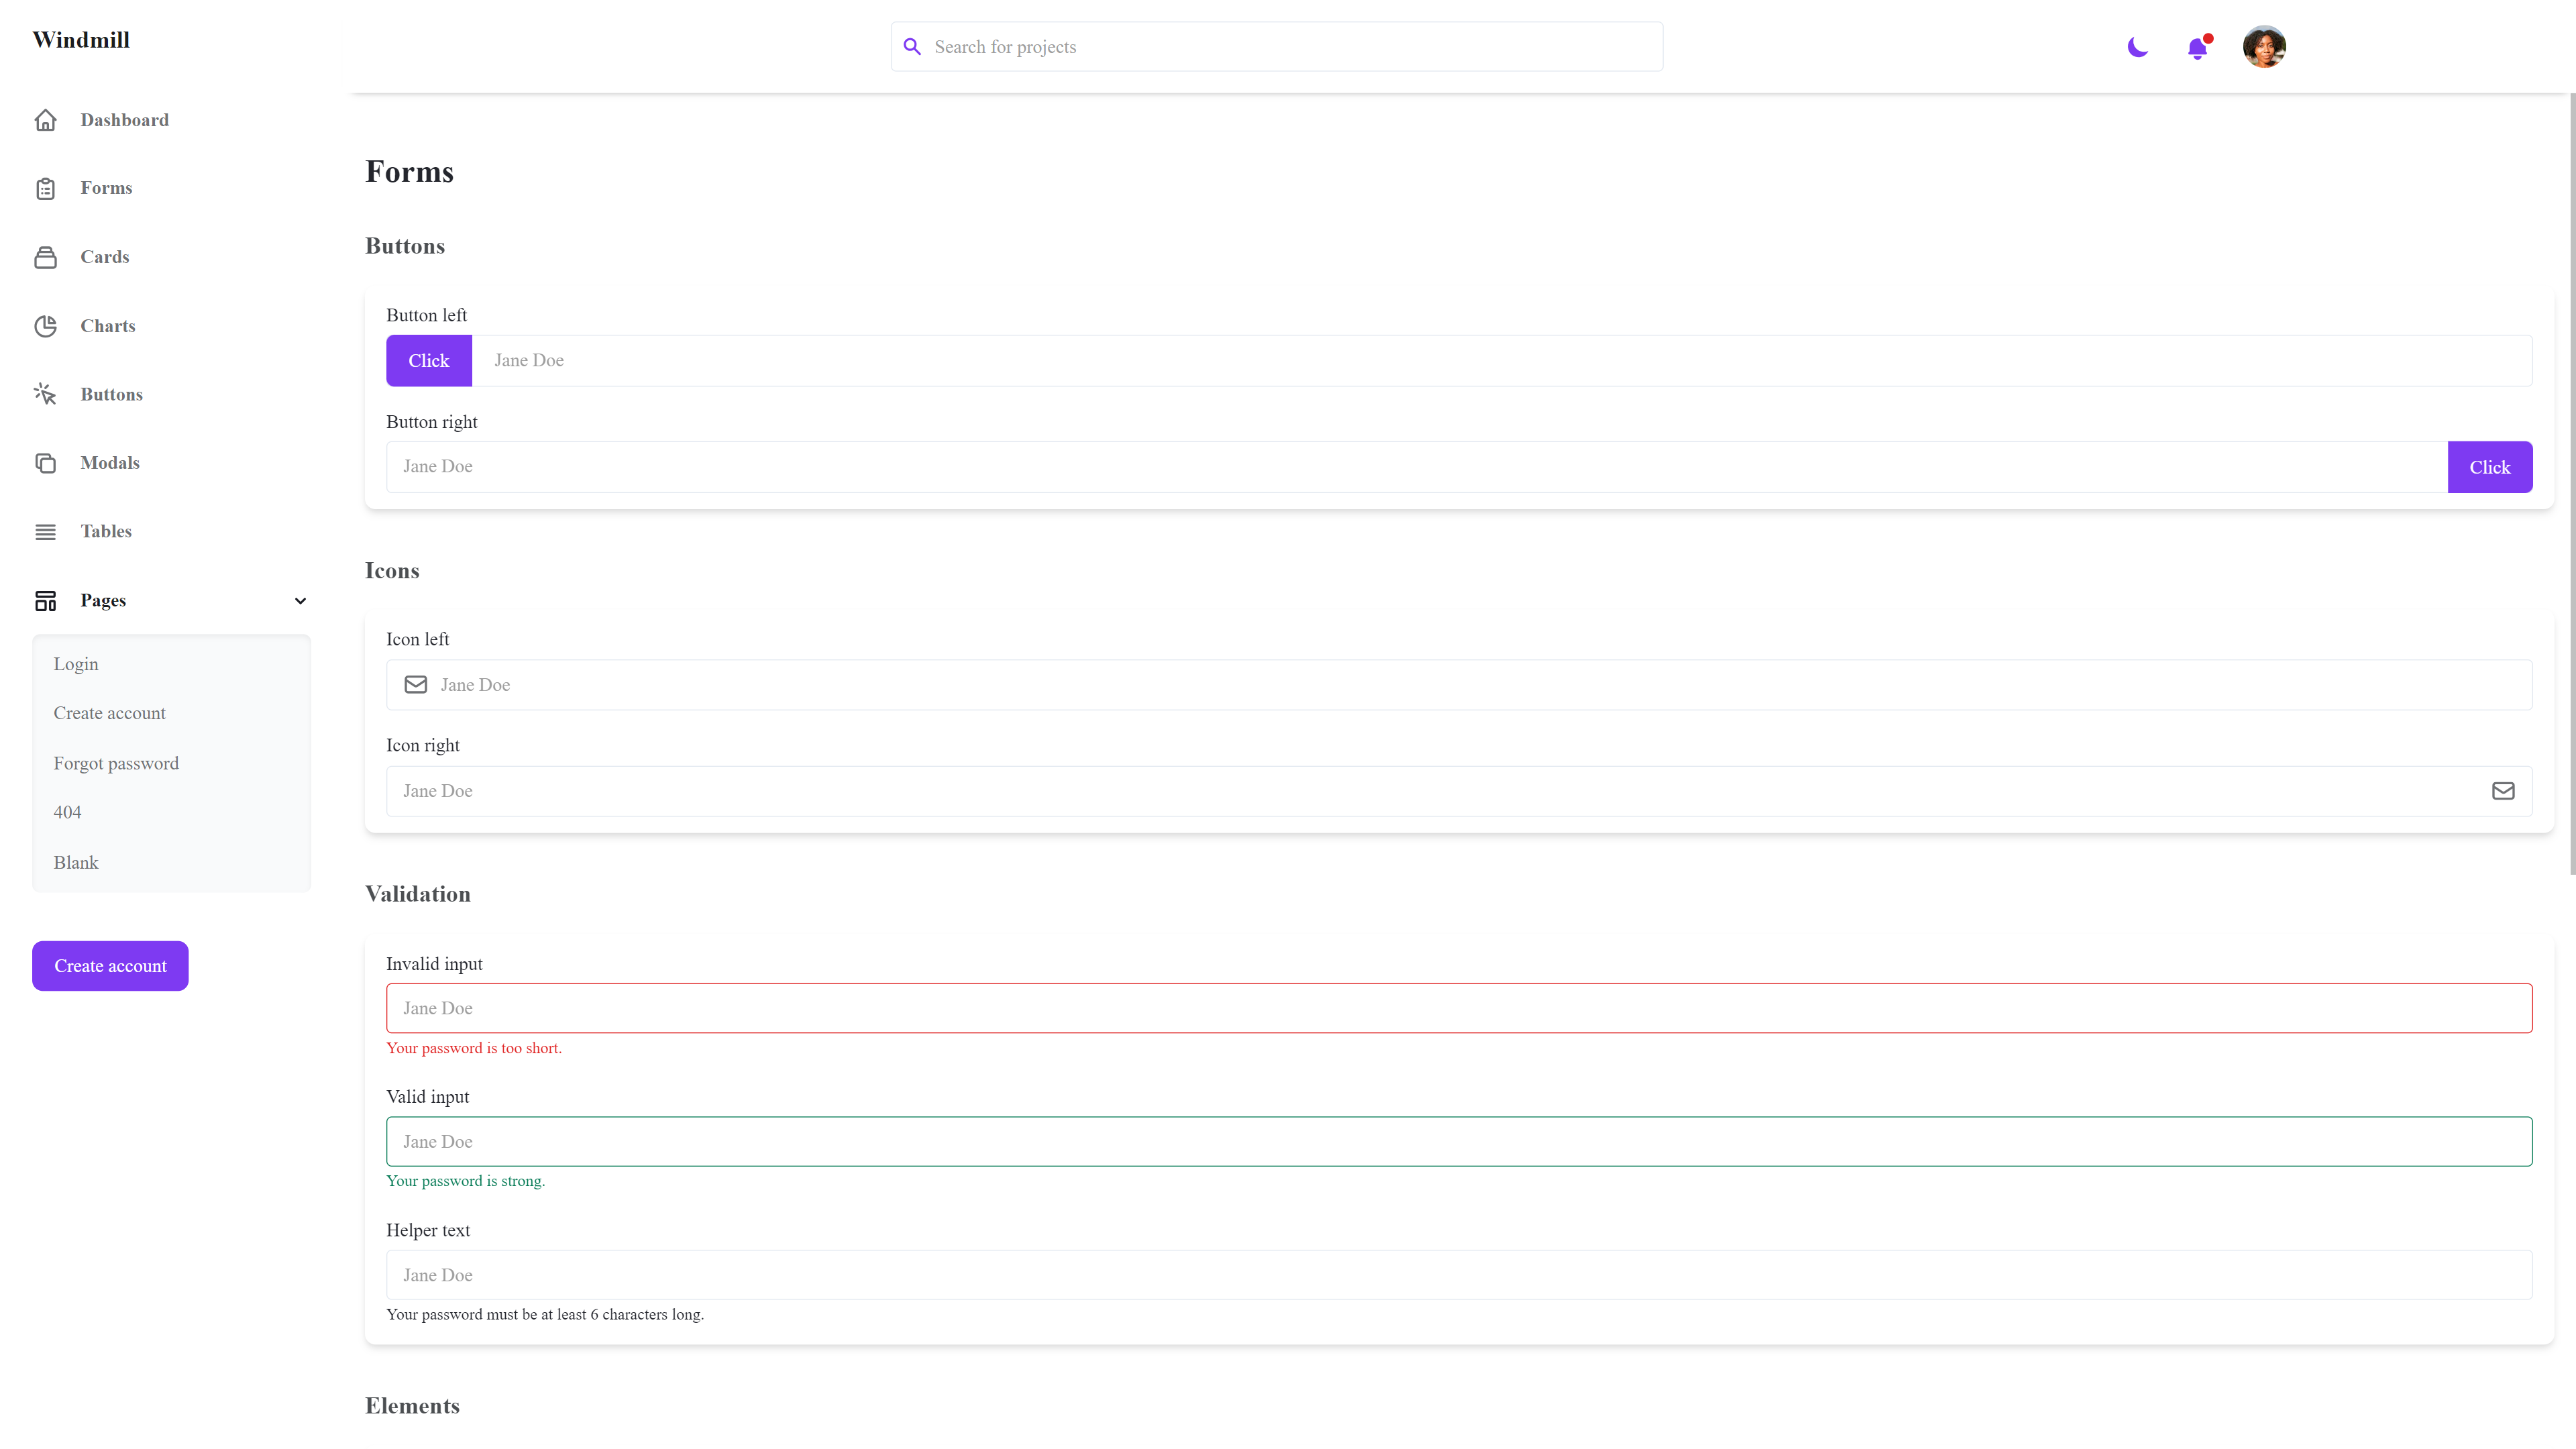 Windmill
Search for projects
Dashboard
Forms
Cards
Charts
Buttons
Modals
Tables
Pages
Login
Create account
Forgot password
404
Blank
Create account
Forms
Buttons
Button left
Click
Jane Doe
Button right
Jane Doe
Click
Icons
Icon left
Jane Doe
Icon right
Jane Doe
Validation
Invalid input
Jane Doe
Your password is too short.
Valid input
Jane Doe
Your password is strong.
Helper text
Jane Doe
Your password must be at least 6 characters long.
Elements